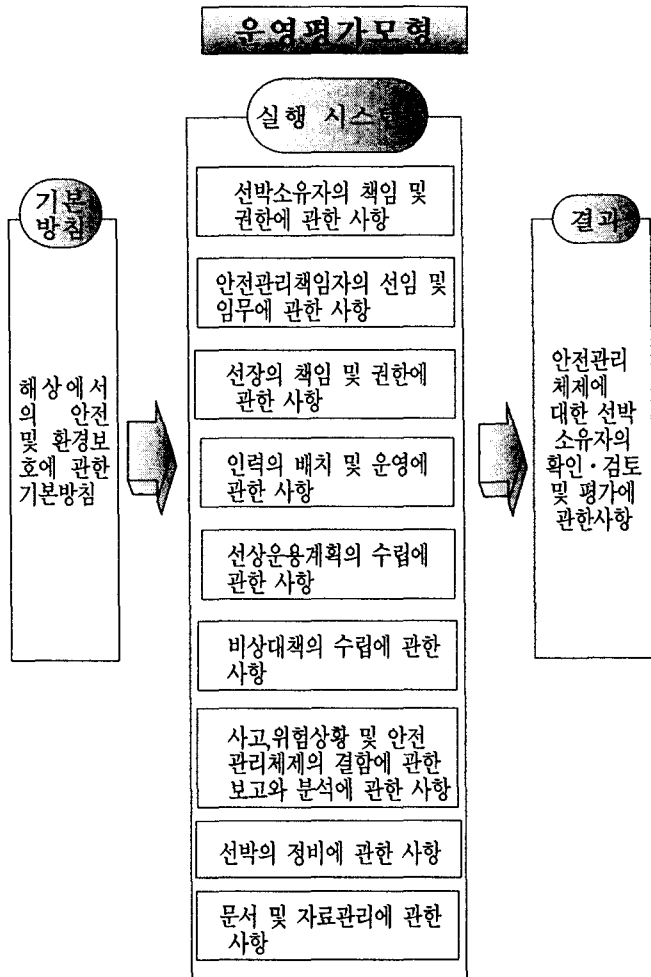 운영평가모형
기본
방침
해상에서
의 안전
및 환경보
호에 관한
기본방침
실행 시스템
선박소유자의 책임 및
권한에 관한 사항
안전관리책임자의 선임 및
임무에 관한 사항
선장의 책임 및 권한에
관한 사항
인력의 배치 및 운영에
관한 사항
선상운용계획의 수립에
관한 사항
비상대책의 수립에 관한
사항
사고,위험상황 및 안전
관리체제의 결함에 관한
보고와 분석에 관한 사항
선박의 정비에 관한 사항
문서 및 자료관리에 관한
사항
결과
안전관리
체제에
대한 선박
소유자의
확인·검토
및 평가에
관한사항